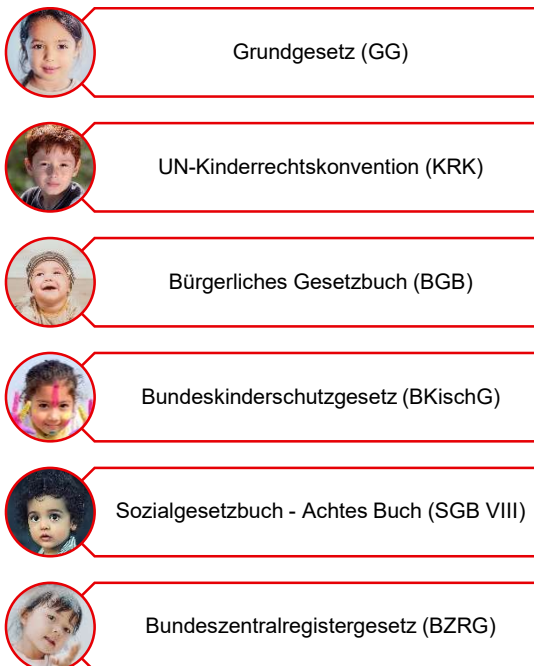 Grundgesetz (GG)
UN-Kinderrechtskonvention (KRK)
Bürgerliches Gesetzbuch (BGB)
Bundeskinderschutzgesetz (BKischG)
Sozialgesetzbuch - Achtes Buch (SGB VIII)
Bundeszentralregistergesetz (BZRG)